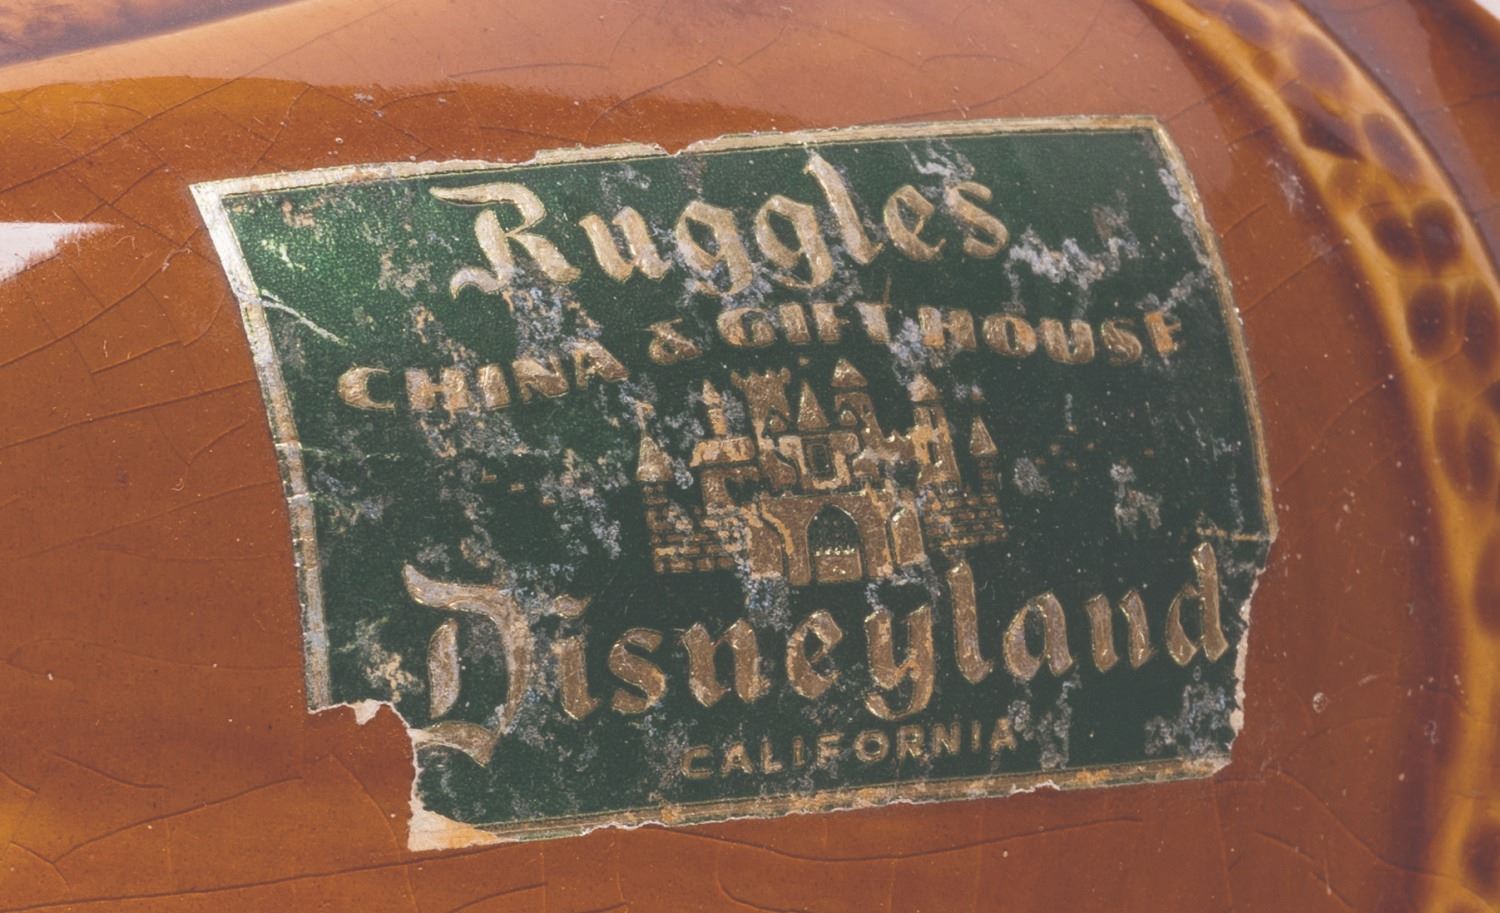 Ruggles
CHINA & GIFT HOUSE
Disneyland
CALIFORNIA